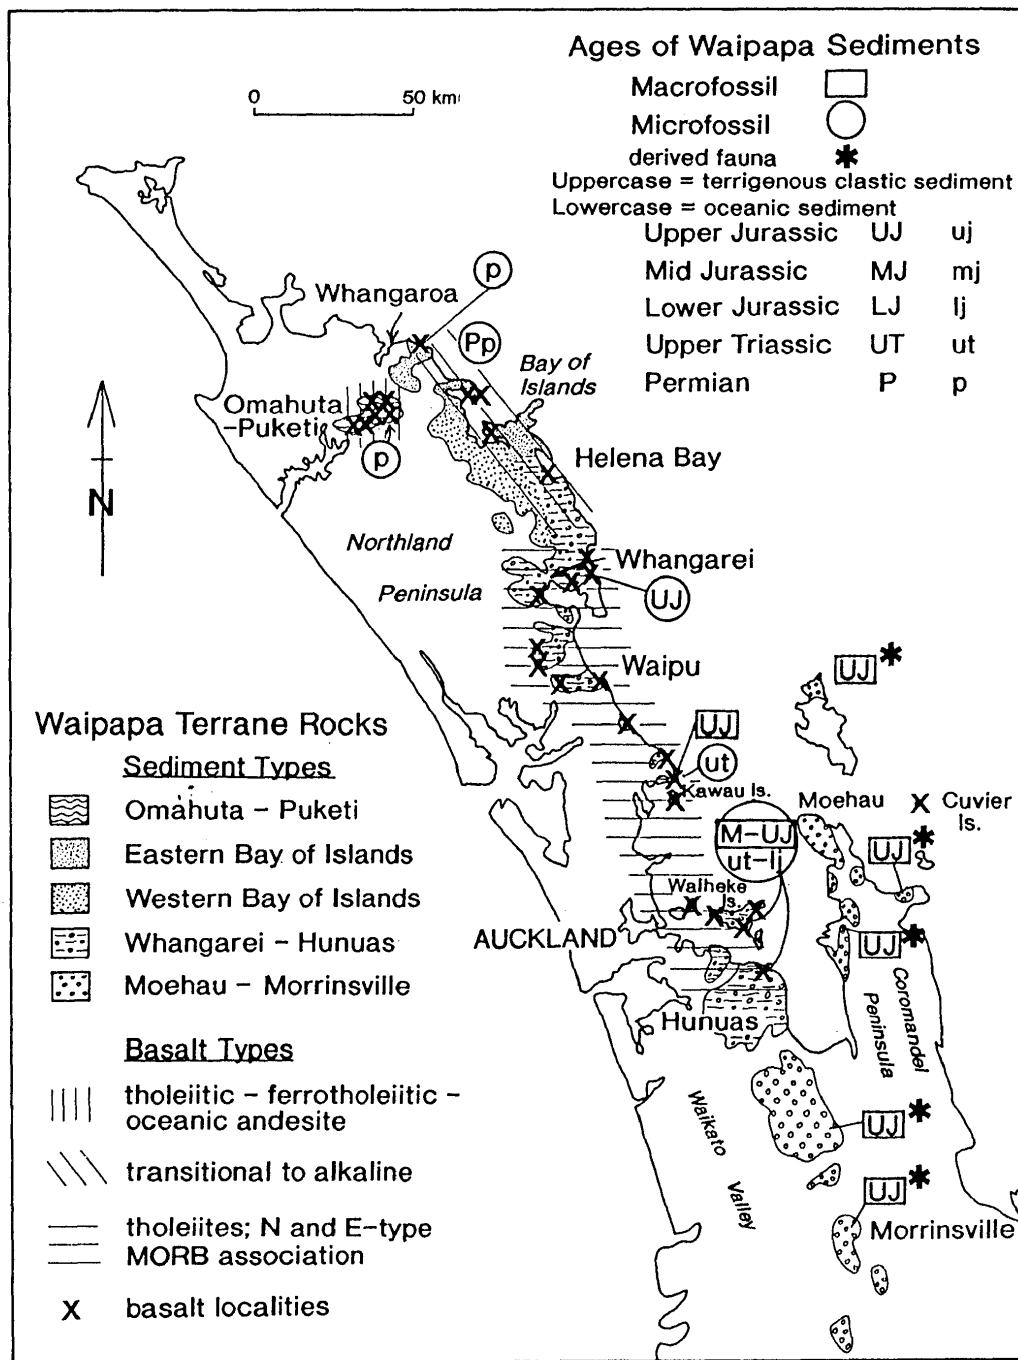 Ages of Waipapa Sediments
Macrofossil
Microfossil
derived fauna *
Uppercase = terrigenous clastic sediment
Lowercase = oceanic sediment
Upper Jurassic UJ uj
Mid Jurassic MJ mj
Lower Jurassic LJ lj
Upper Triassic UT ut
Permian P p
0 50 km
N
p
Whangaroa
Pp
Bay of
Islands
Omahuta
-Puketi
p
Helena Bay
Northland
Peninsula
Whangarei
UJ
Waipu
UJ *
UJ
ut
Kawau Is.
Moehau
X Cuvier
Is.
M-UJ
ut-lj
UJ *
Waiheke
Is.
AUCKLAND
UJ *
Coromandel
Peninsula
Hunuas
Waikato
Valley
UJ *
UJ *
Morrinsville
Waipapa Terrane Rocks
Sediment Types
Omahuta - Puketi
Eastern Bay of Islands
Western Bay of Islands
Whangarei - Hunuas
Moehau - Morrinsville
Basalt Types
tholeiitic - ferrotholeiitic -
oceanic andesite
transitional to alkaline
tholeiites; N and E-type
MORB association
X basalt localities